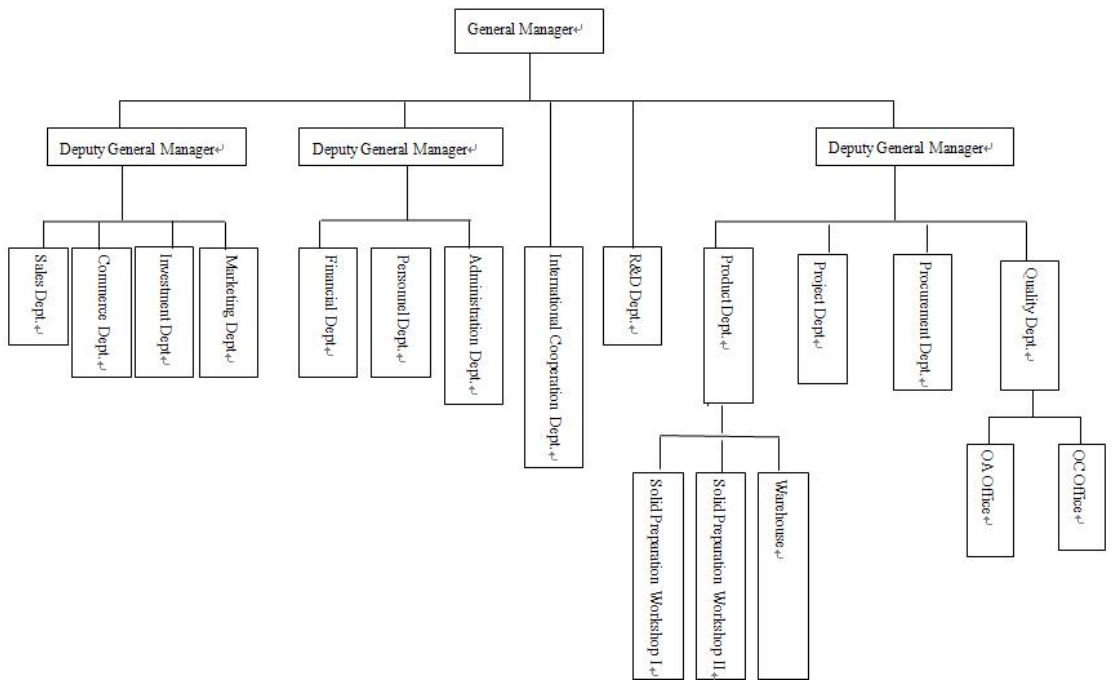 General Manager
Deputy General Manager
Deputy General Manager
Deputy General Manager
Sales Dept.
Commerce Dept.
Investment Dept.
Marketing Dept
Financial Dept.
Personnel Dept.
Administration Dept.
International Cooperation Dept.
R&D Dept.
Product Dept.
Project Dept.
Procurement Dept.
Quality Dept.
Solid Preparation Workshop I
Solid Preparation Workshop II
Warehouse
QA Office
QC Office